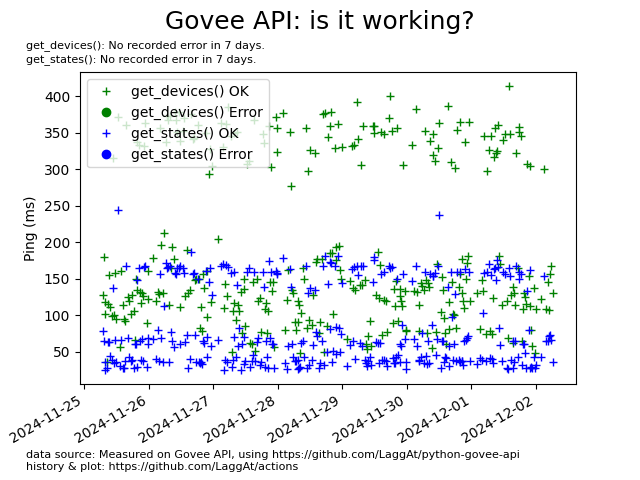 Govee API: is it working?
get_devices(): No recorded error in 7 days.
get_states(): No recorded error in 7 days.
get_devices() OK
get_devices() Error
get_states() OK
get_states() Error
400
350
300
250
200
150
100
50
Ping (ms)
2024-11-25
2024-11-26
2024-11-27
2024-11-28
2024-11-29
2024-11-30
2024-12-01
2024-12-02
data source: Measured on Govee API, using https://github.com/LaggAt/python-govee-api
history & plot: https://github.com/LaggAt/actions